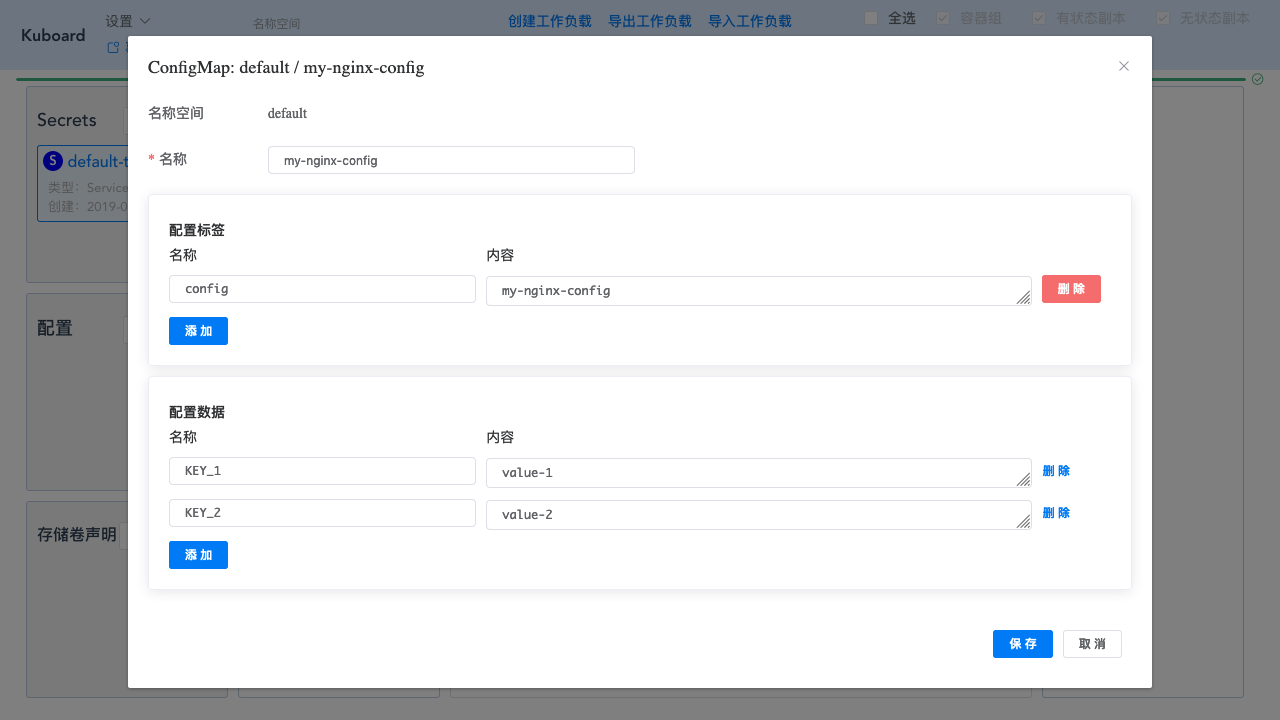 Kuboard
设置
名称空间
创建工作负载 导出工作负载 导入工作负载
全选 容器组 有状态副本 无状态副本
ConfigMap: default / my-nginx-config
名称空间 default
* 名称 my-nginx-config
Secrets
S default-t
类型: Service
创建: 2019-0
配置标签
名称 内容
config my-nginx-config 删除
添加
配置
配置数据
名称 内容
KEY_1 value-1 删除
KEY_2 value-2 删除
存储卷声明
添加
保存 取消